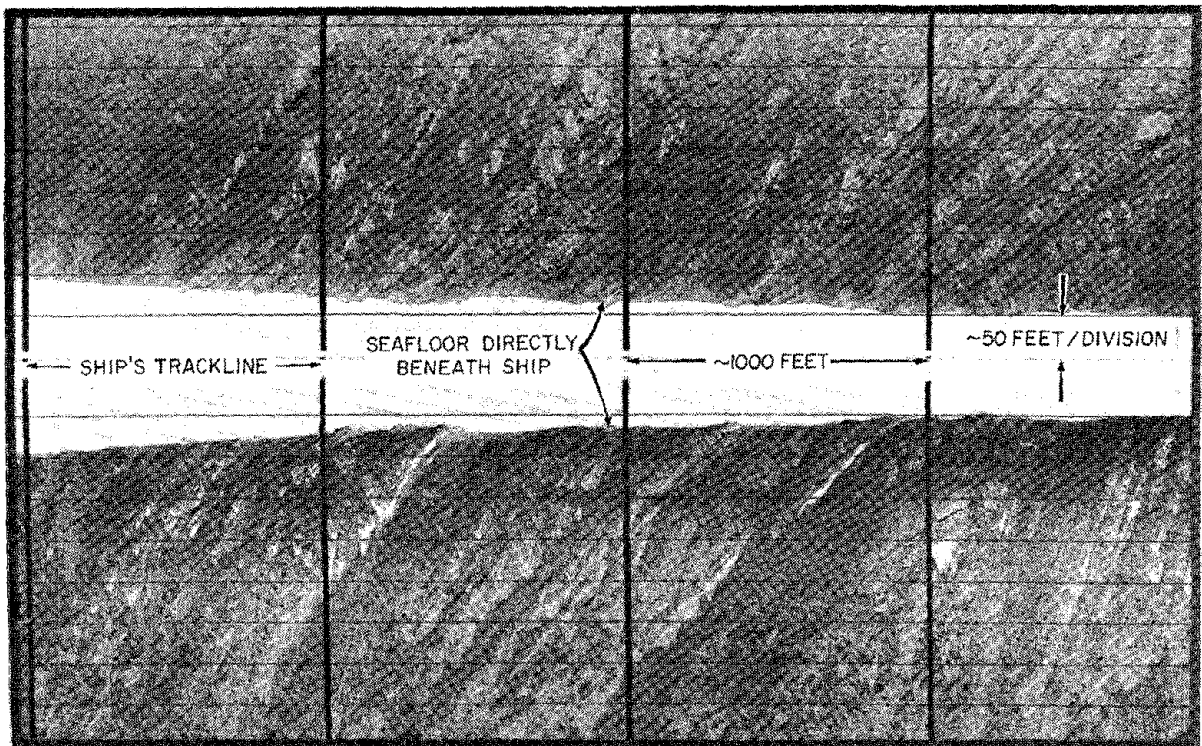 SHIP'S TRACKLINE
SEAFLOOR DIRECTLY
BENEATH SHIP
~1000 FEET
~50 FEET/DIVISION